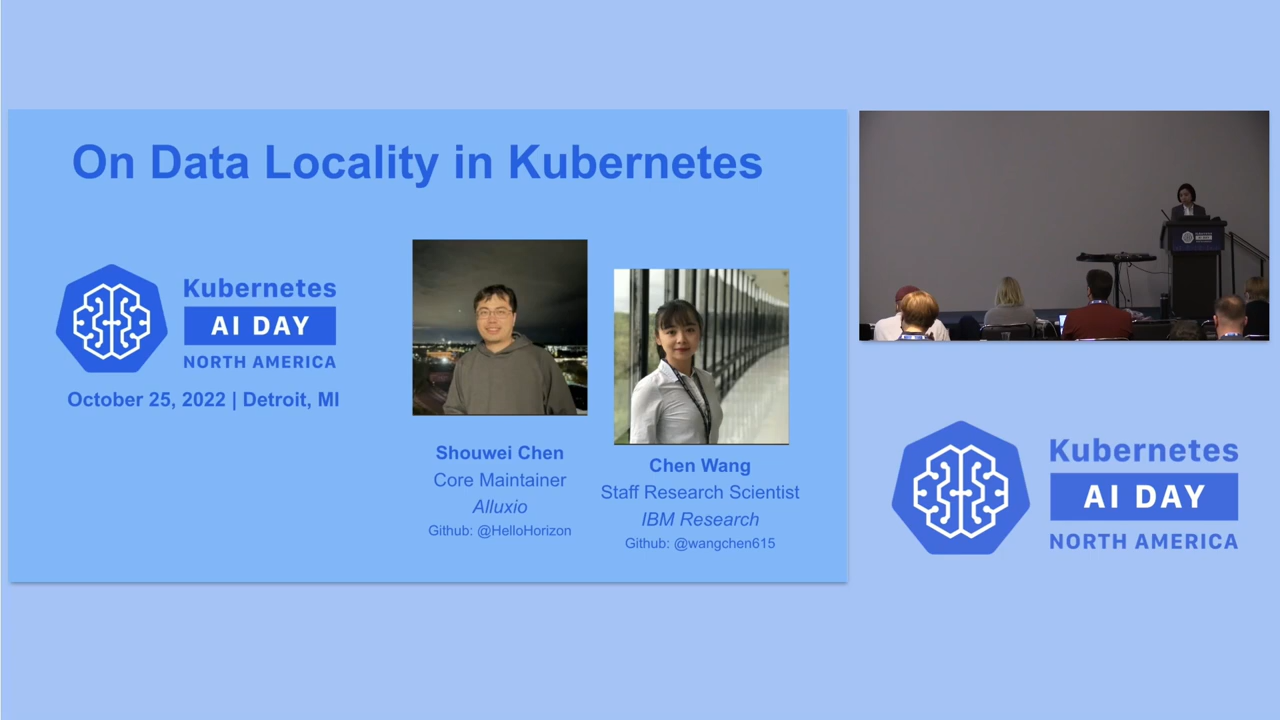 On Data Locality in Kubernetes
Kubernetes
AI DAY
NORTH AMERICA
October 25, 2022 | Detroit, MI
Shouwei Chen
Core Maintainer
Alluxio
Github: @HelloHorizon
Chen Wang
Staff Research Scientist
IBM Research
Github: @wangchen615
Kubernetes
AI DAY
NORTH AMERICA